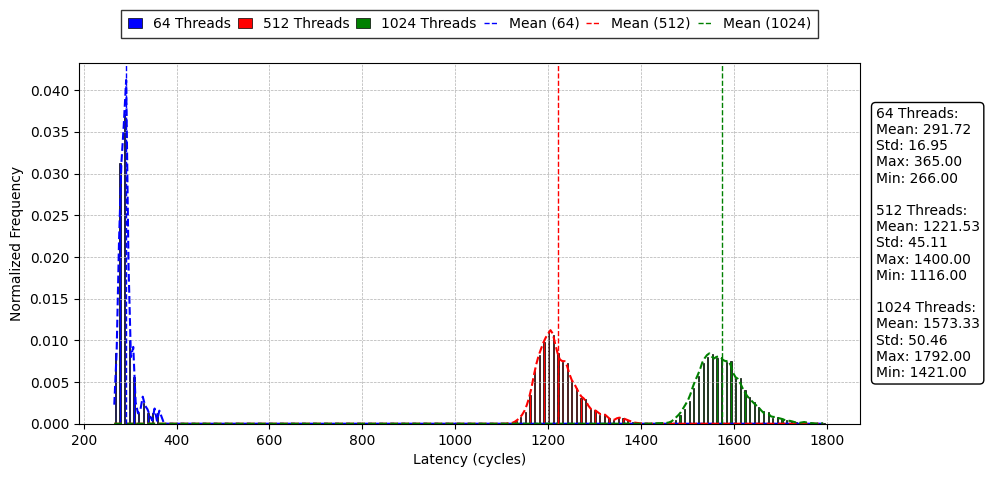 64 Threads 512 Threads 1024 Threads Mean (64) Mean (512) Mean (1024)
0.040
0.035
0.030
0.025
0.020
0.015
0.010
0.005
0.000
Normalized Frequency
200 400 600 800 1000 1200 1400 1600 1800
Latency (cycles)
64 Threads:
Mean: 291.72
Std: 16.95
Max: 365.00
Min: 266.00
512 Threads:
Mean: 1221.53
Std: 45.11
Max: 1400.00
Min: 1116.00
1024 Threads:
Mean: 1573.33
Std: 50.46
Max: 1792.00
Min: 1421.00